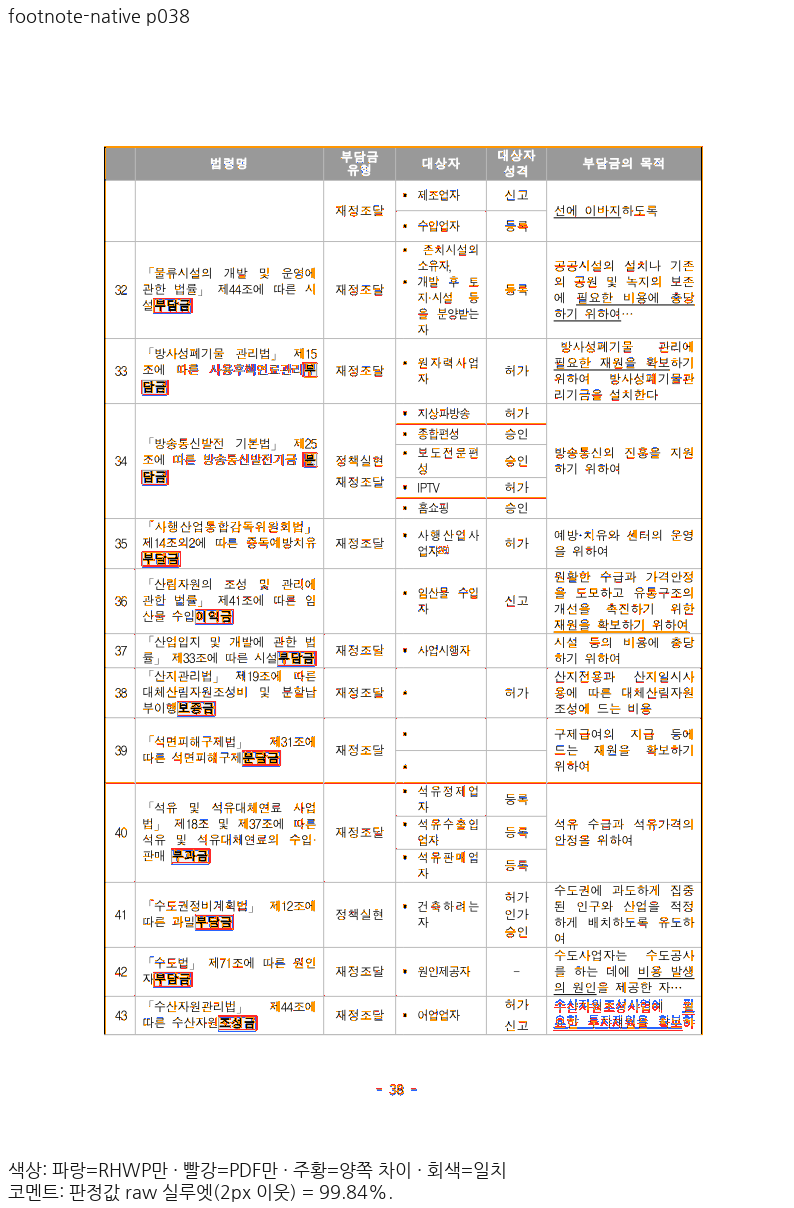 footnote-native p038
법령명 부담금 유형 대상자 대상자 성격 부담금의 목적
재정조달
• 제조업자 신고
• 수입업자 등록
선에 이바지하도록
32
「물류시설의 개발 및 운영에
관한 법률」 제44조에 따른 시
설부담금
재정조달
• 존치시설의
소유자,
• 개발 후 토
지·시설 등
을 분양받는
자
등록
공공시설의 설치나 기존
의 공원 및 녹지의 보존
에 필요한 비용에 충당
하기 위하여…
33
「방사성폐기물 관리법」 제15
조에 따른 사용후핵연료관리부
담금
재정조달
• 원자력사업
자
허가
방사성폐기물 관리에
필요한 재원을 확보하기
위하여 방사성폐기물관
리기금을 설치한다
34
「방송통신발전 기본법」 제25
조에 따른 방송통신발전기금 분
담금
정책실현
재정조달
• 지상파방송 허가
• 종합편성 승인
• 보도전문편
성
승인
• IPTV 허가
• 홈쇼핑 승인
방송통신의 진흥을 지원
하기 위하여
35
「사행산업통합감독위원회법」
제14조의2에 따른 중독예방치유
부담금
재정조달
• 사행산업사
업자
허가
예방·치유와 센터의 운영
을 위하여
36
「산림자원의 조성 및 관리에
관한 법률」 제41조에 따른 임
산물 수입이익금
• 임산물 수입
자
신고
원활한 수급과 가격안정
을 도모하고 유통구조의
개선을 촉진하기 위한
재원을 확보하기 위하여
37
「산업입지 및 개발에 관한 법
률」 제33조에 따른 시설부담금
재정조달
• 사업시행자
시설 등의 비용에 충당
하기 위하여
38
「산지관리법」 제19조에 따른
대체산림자원조성비 및 분할납
부이행보증금
재정조달
•
허가
산지전용과 산지일시사
용에 따른 대체산림자원
조성에 드는 비용
39
「석면피해구제법」 제31조에
따른 석면피해구제분담금
재정조달
•
•
구제급여의 지급 등에
드는 재원을 확보하기
위하여
40
「석유 및 석유대체연료 사업
법」 제18조 및 제37조에 따른
석유 및 석유대체연료의 수입·
판매 부과금
재정조달
• 석유정제업
자
등록
• 석유수출입
업자
등록
• 석유판매업
자
등록
석유 수급과 석유가격의
안정을 위하여
41
「수도권정비계획법」 제12조에
따른 과밀부담금
정책실현
• 건축하려는
자
허가
인가
승인
수도권에 과도하게 집중
된 인구와 산업을 적정
하게 배치하도록 유도하
여
42
「수도법」 제71조에 따른 원인
자부담금
재정조달
• 원인제공자
-
수도사업자는 수도공사
를 하는 데에 비용 발생
의 원인을 제공한 자…
43
「수산자원관리법」 제44조에
따른 수산자원조성금
재정조달
• 어업업자
허가
신고
- 38 -
색상: 파랑=RHWP만 · 빨강=PDF만 · 주황=양쪽 차이 · 회색=일치
코멘트: 판정값 raw 실루엣(2px 이웃) = 99.84%.